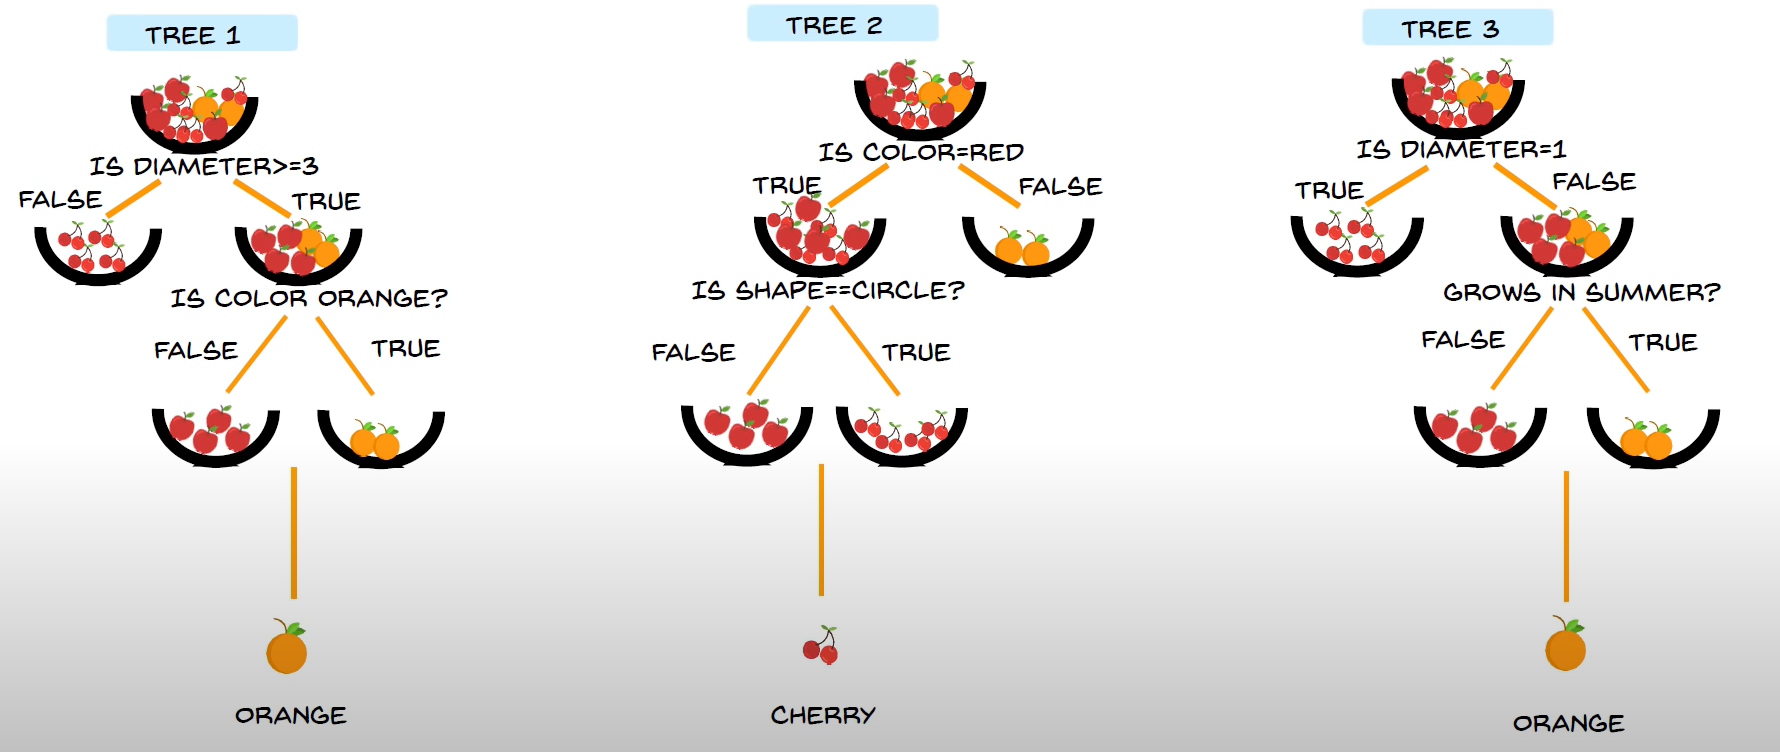 TREE 1
IS DIAMETER>=3
FALSE
TRUE
IS COLOR ORANGE?
FALSE
TRUE
ORANGE
TREE 2
IS COLOR=RED
TRUE
FALSE
IS SHAPE==CIRCLE?
FALSE
TRUE
CHERRY
TREE 3
IS DIAMETER=1
TRUE
FALSE
GROWS IN SUMMER?
FALSE
TRUE
ORANGE